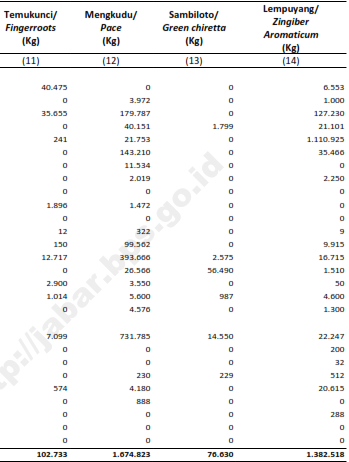 Temukunci/ Mengkudu/ Sambiloto/ Lempuyang/
Fingerroots Pace Green chiretta Zingiber
(Kg) (Kg) (Kg) Aromaticum
(Kg)
(11) (12) (13) (14)
40.475 0 0 6.553
0 3.972 0 1.000
35.655 179.787 0 127.230
0 40.151 1.799 21.101
241 21.753 0 1.110.925
0 143.210 0 35.466
0 11.534 0 0
0 2.019 0 2.250
0 0 0 0
1.896 1.472 0 0
0 0 0 0
12 322 0 9
150 99.562 0 9.915
12.717 393.666 2.575 16.715
0 26.566 56.490 1.510
2.900 3.550 0 50
1.014 5.600 987 4.600
0 4.576 0 1.300
7.099 731.785 14.550 22.247
0 0 0 200
0 0 0 32
0 230 229 512
574 4.180 0 20.615
0 888 0 0
0 0 0 288
0 0 0 0
0 0 0 0
102.733 1.674.823 76.630 1.382.518
tp://jabar.bps.go.id